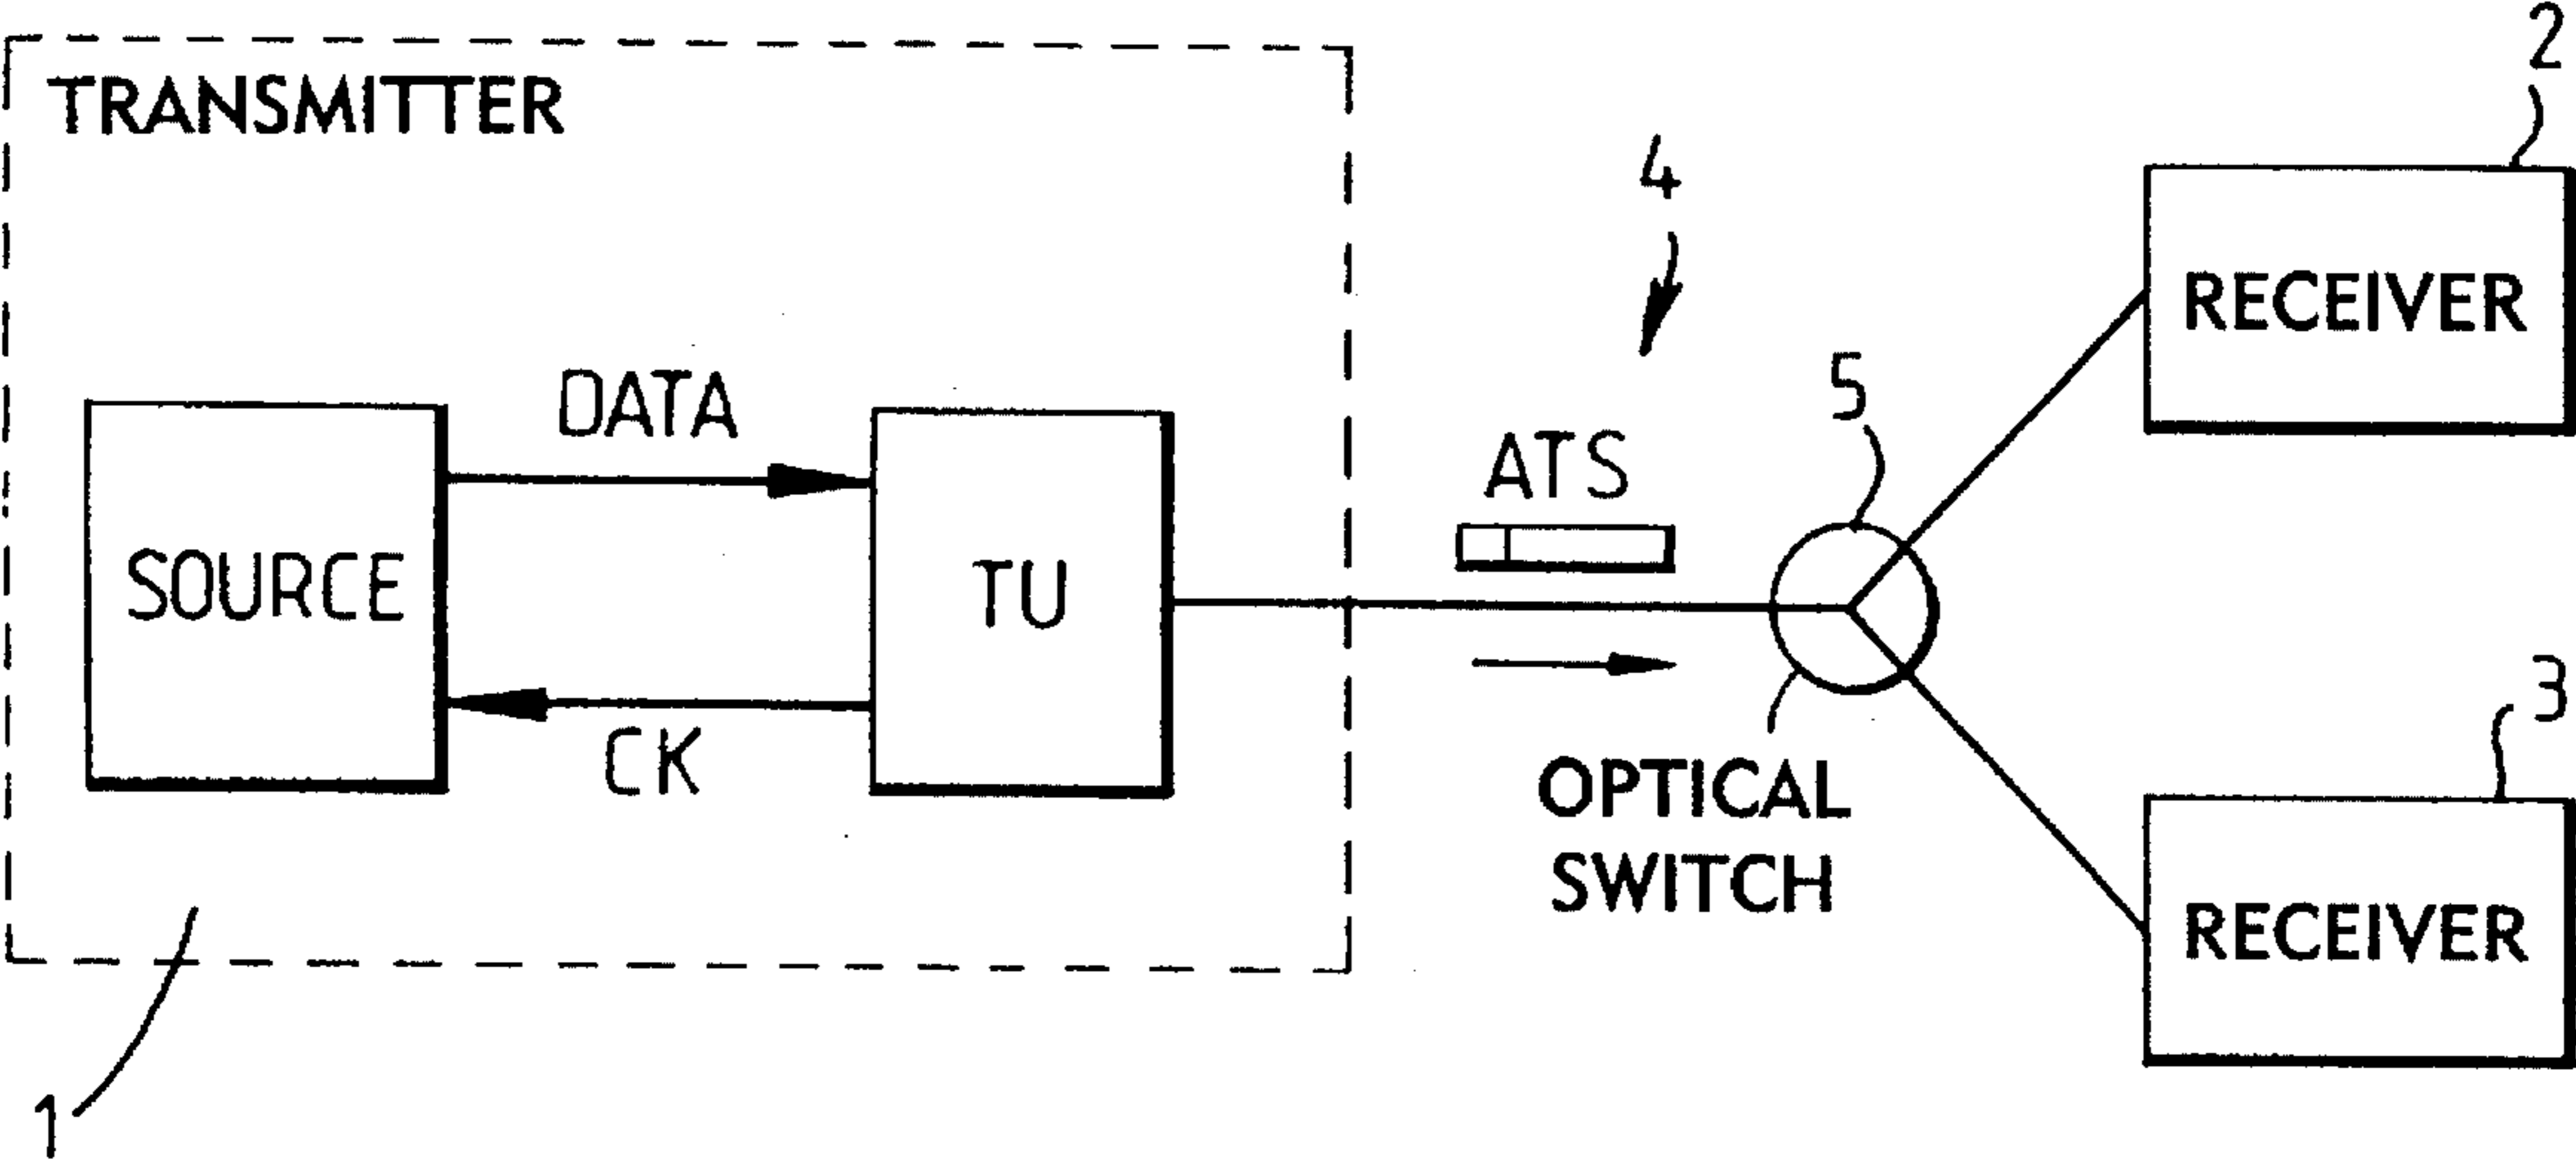 TRANSMITTER
SOURCE
DATA
CK
TU
1
4
ATS
5
OPTICAL
SWITCH
2
RECEIVER
3
RECEIVER